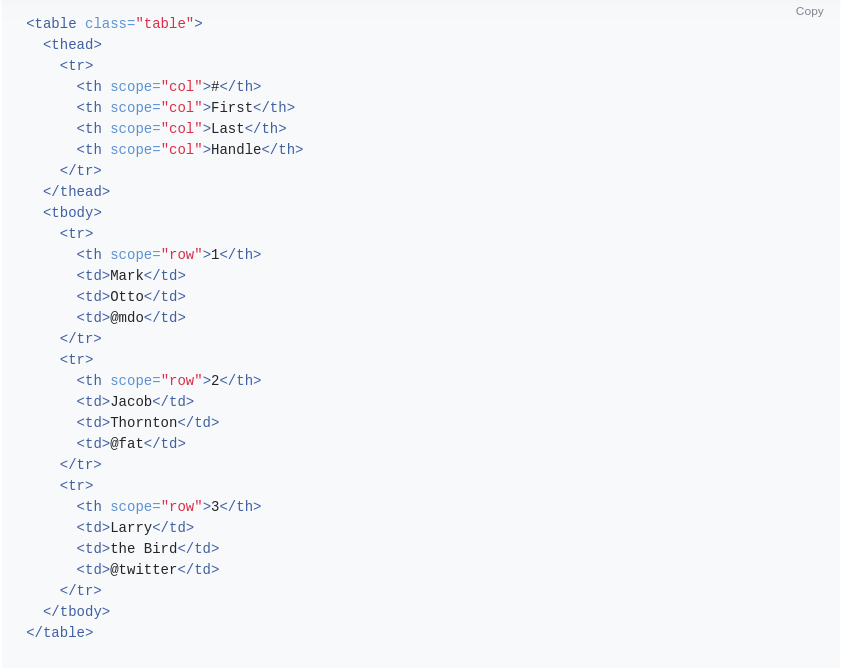 Copy
<table class="table">
  <thead>
    <tr>
      <th scope="col">#</th>
      <th scope="col">First</th>
      <th scope="col">Last</th>
      <th scope="col">Handle</th>
    </tr>
  </thead>
  <tbody>
    <tr>
      <th scope="row">1</th>
      <td>Mark</td>
      <td>Otto</td>
      <td>@mdo</td>
    </tr>
    <tr>
      <th scope="row">2</th>
      <td>Jacob</td>
      <td>Thornton</td>
      <td>@fat</td>
    </tr>
    <tr>
      <th scope="row">3</th>
      <td>Larry</td>
      <td>the Bird</td>
      <td>@twitter</td>
    </tr>
  </tbody>
</table>